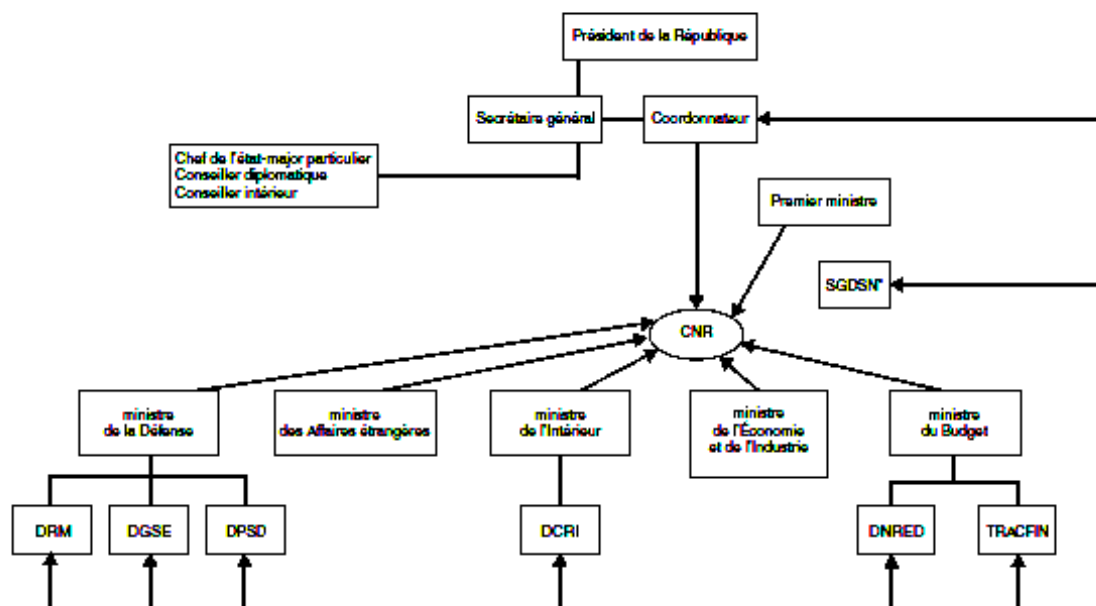 Président de la République
Secrétaire général
Coordonnateur
Chef de l'état-major particulier
Conseiller diplomatique
Conseiller intérieur
Premier ministre
SGDSN*
CNR
ministre
de la Défense
ministre
des Affaires étrangères
ministre
de l'Intérieur
ministre
de l'Économie
et de l'Industrie
ministre
du Budget
DRM
DGSE
DPSD
DCRI
DNRED
TRACFIN